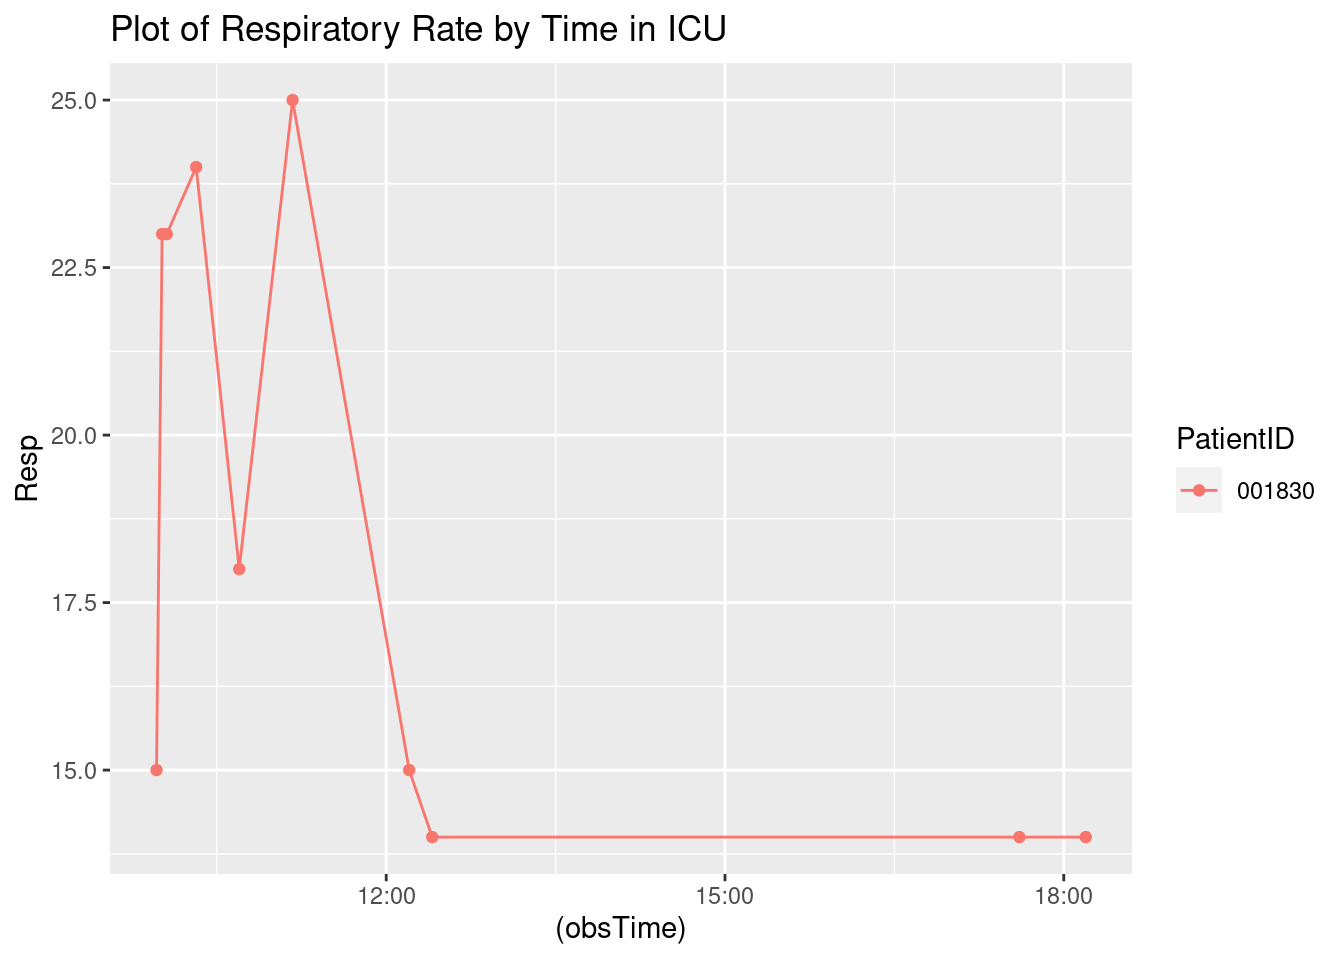 Plot of Respiratory Rate by Time in ICU
25.0
22.5
20.0
17.5
15.0
Resp
12:00
15:00
18:00
(obsTime)
PatientID
001830